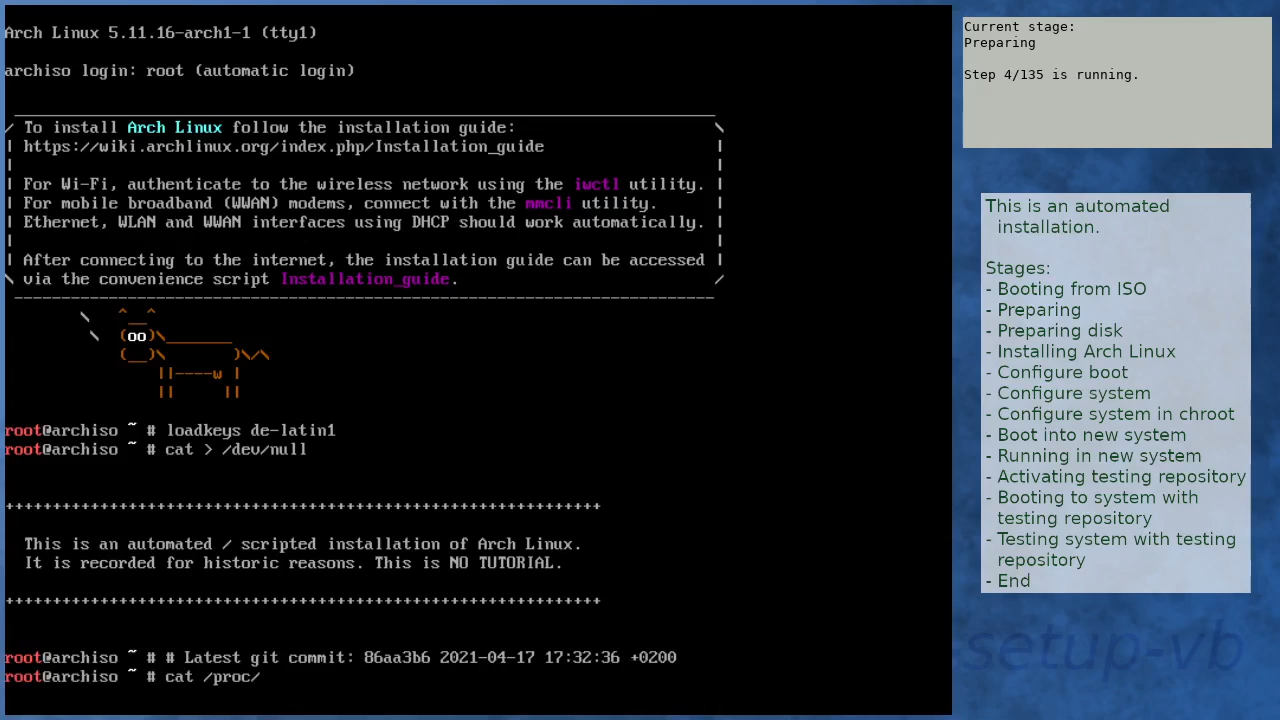 Arch Linux 5.11.16-arch1-1 (tty1)
archiso login: root (automatic login)
/ To install Arch Linux follow the installation guide: \
| https://wiki.archlinux.org/index.php/Installation_guide |
| |
| For Wi-Fi, authenticate to the wireless network using the iwctl utility. |
| For mobile broadband (WWAN) modems, connect with the mmcli utility. |
| Ethernet, WLAN and WWAN interfaces using DHCP should work automatically. |
| |
| After connecting to the internet, the installation guide can be accessed |
\ via the convenience script Installation_guide. /
\ ^__^
\ (oo)\_______
(__)\ )\/\
||----w |
|| ||
root@archiso ~ # loadkeys de-latin1
root@archiso ~ # cat > /dev/null
++++++++++++++++++++++++++++++++++++++++++++++++++++++++++++++++
This is an automated / scripted installation of Arch Linux.
It is recorded for historic reasons. This is NO TUTORIAL.
++++++++++++++++++++++++++++++++++++++++++++++++++++++++++++++++
root@archiso ~ # # Latest git commit: 86aa3b6 2021-04-17 17:32:36 +0200
root@archiso ~ # cat /proc/
Current stage:
Preparing
Step 4/135 is running.
This is an automated
installation.
Stages:
- Booting from ISO
- Preparing
- Preparing disk
- Installing Arch Linux
- Configure boot
- Configure system
- Configure system in chroot
- Boot into new system
- Running in new system
- Activating testing repository
- Booting to system with
testing repository
- Testing system with testing
repository
- End
-setup-vb